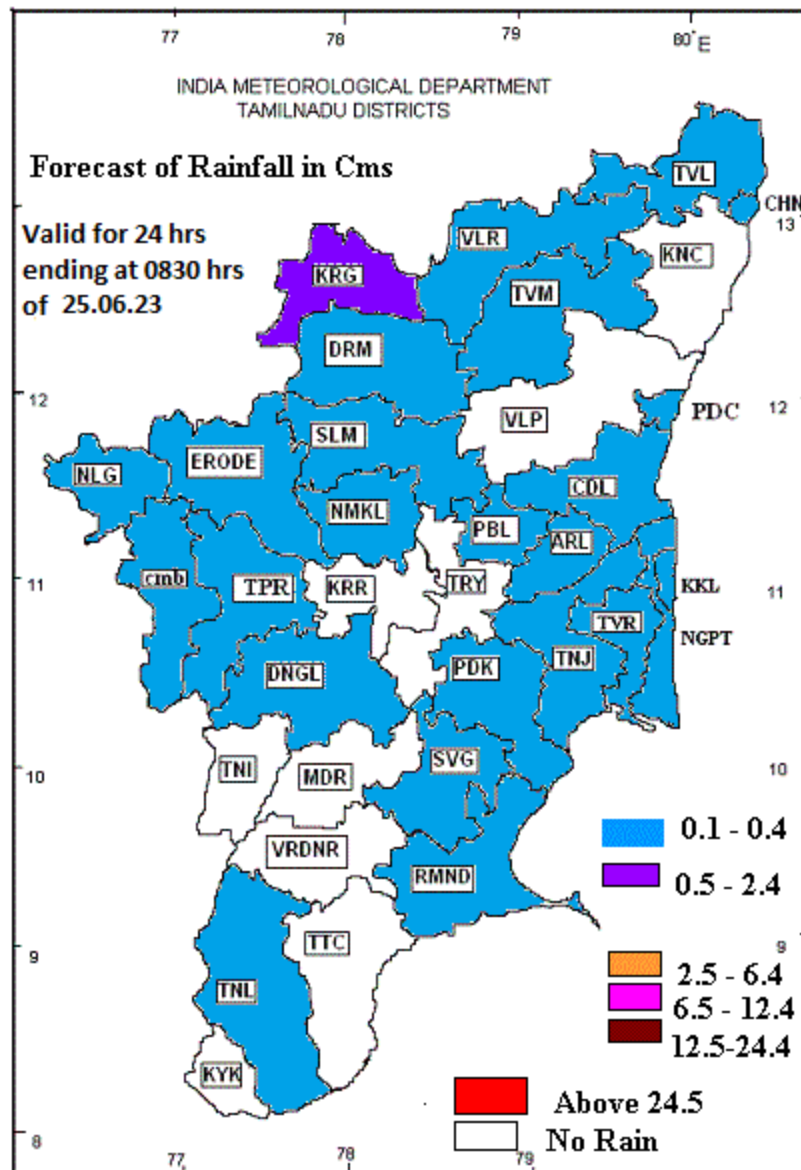 77 78 79 80°E
INDIA METEOROLOGICAL DEPARTMENT
TAMILNADU DISTRICTS
Forecast of Rainfall in Cms
Valid for 24 hrs
ending at 0830 hrs
of 25.06.23
TVL
CHN
13
VLR
KNC
KRG
TVM
DRM
12
12
PDC
VLP
SLM
ERODE
NLG
CDL
NMKL
PBL
ARL
11
cmb
TPR
KRR
TRY
KKL
11
TVR
NGPT
DNGL
PDK
TNJ
10
TNI
MDR
SVG
10
VRDNR
RMND
0.1 - 0.4
0.5 - 2.4
9
TTC
9
TNL
2.5 - 6.4
6.5 - 12.4
12.5-24.4
KYK
Above 24.5
No Rain
8
77 78 79